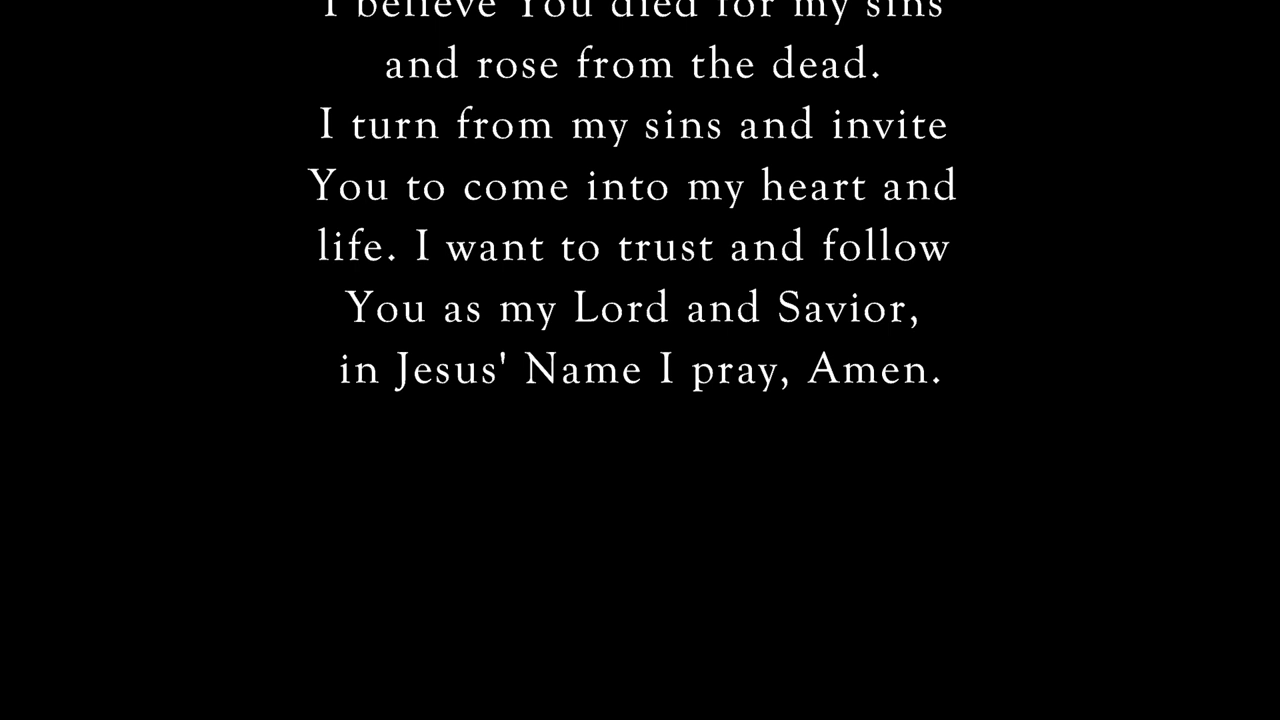 I believe You died for my sins
and rose from the dead.
I turn from my sins and invite
You to come into my heart and
life. I want to trust and follow
You as my Lord and Savior,
in Jesus' Name I pray, Amen.